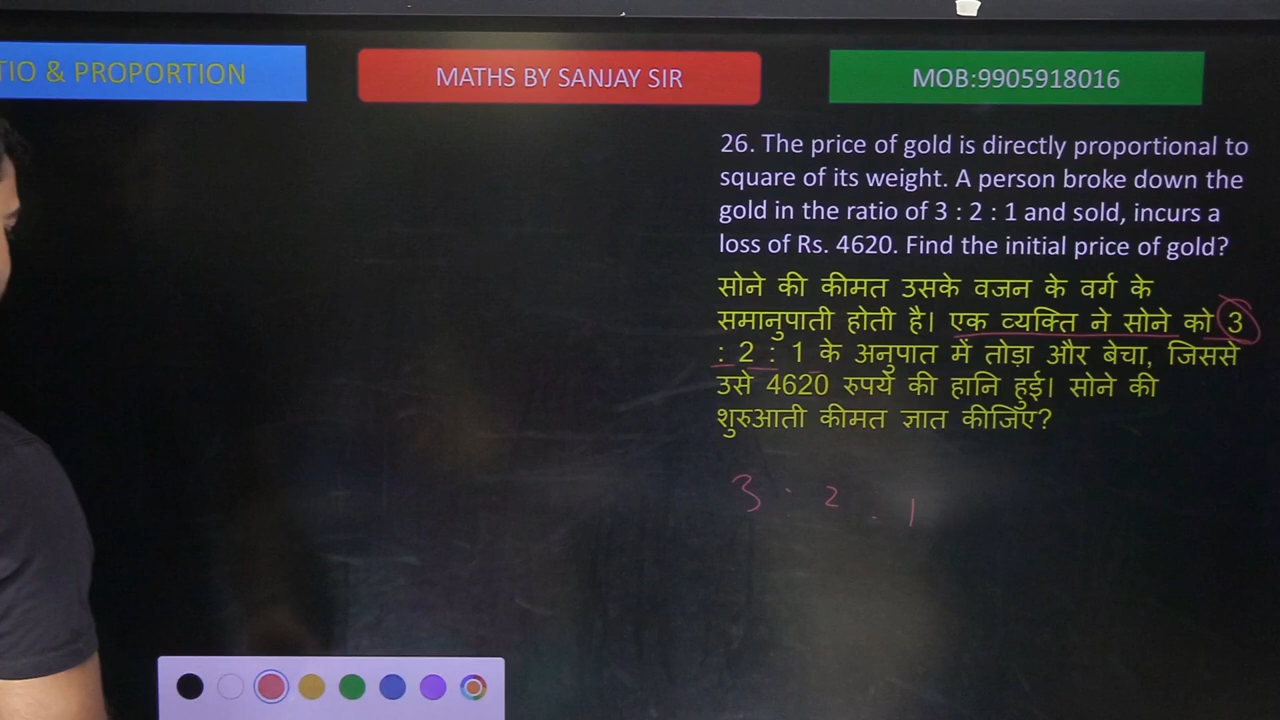 TIO & PROPORTION
MATHS BY SANJAY SIR
MOB:9905918016
26. The price of gold is directly proportional to
square of its weight. A person broke down the
gold in the ratio of 3 : 2 : 1 and sold, incurs a
loss of Rs. 4620. Find the initial price of gold?
सोने की कीमत उसके वजन के वर्ग के
समानुपाती होती है। एक व्यक्ति ने सोने को 3
: 2 : 1 के अनुपात में तोड़ा और बेचा, जिससे
उसे 4620 रुपये की हानि हुई। सोने की
शुरुआती कीमत ज्ञात कीजिए?
3 : 2 : 1